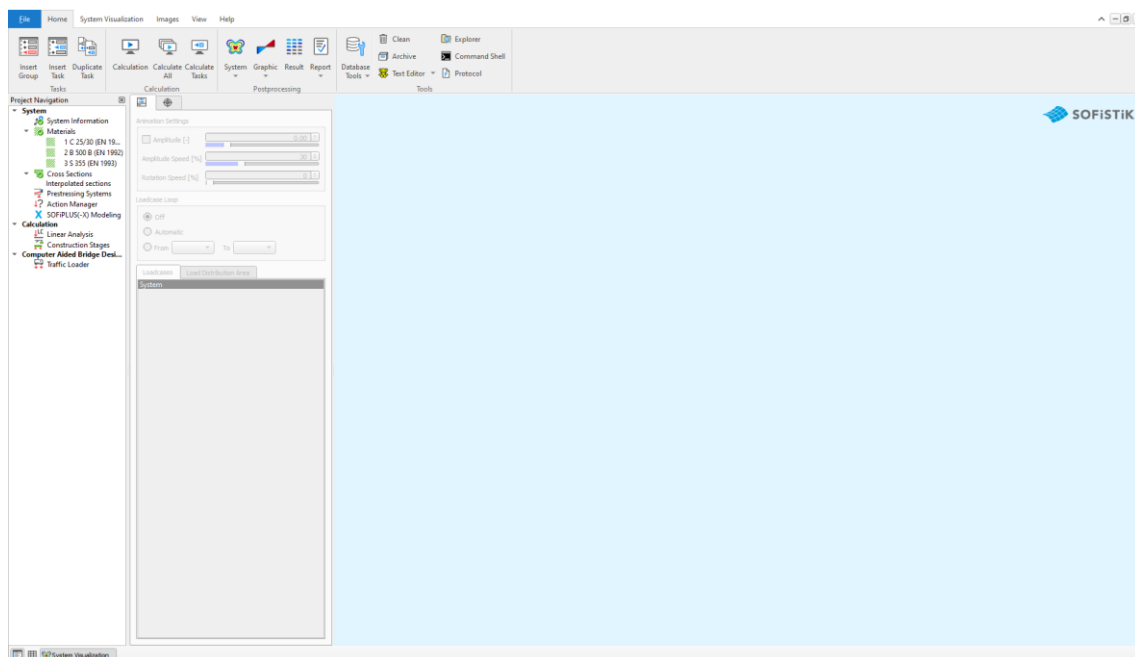 File Home System Visualization Images View Help
Insert Group
Insert Task
Duplicate Task
Tasks
Calculation
Calculate All
Calculate Tasks
Calculation
System
Graphic
Result
Report
Postprocessing
Database Tools
Clean
Archive
Text Editor
Explorer
Command Shell
Protocol
Tools
Project Navigation
System
System Information
Materials
1 C 25/30 (EN 19...
2 B 500 B (EN 1992)
3 S 355 (EN 1993)
Cross Sections
Interpolated sections
Prestressing Systems
Action Manager
SOFiPLUS(-X) Modeling
Calculation
Linear Analysis
Construction Stages
Computer Aided Bridge Desi...
Traffic Loader
Animation Settings
Amplitude [-] 0.00
Amplitude Speed [%] 30
Rotation Speed [%] 0
Loadcase Loop
Off
Automatic
From To
Loadcases Load Distribution Area
System
SOFiSTiK
System Visualization